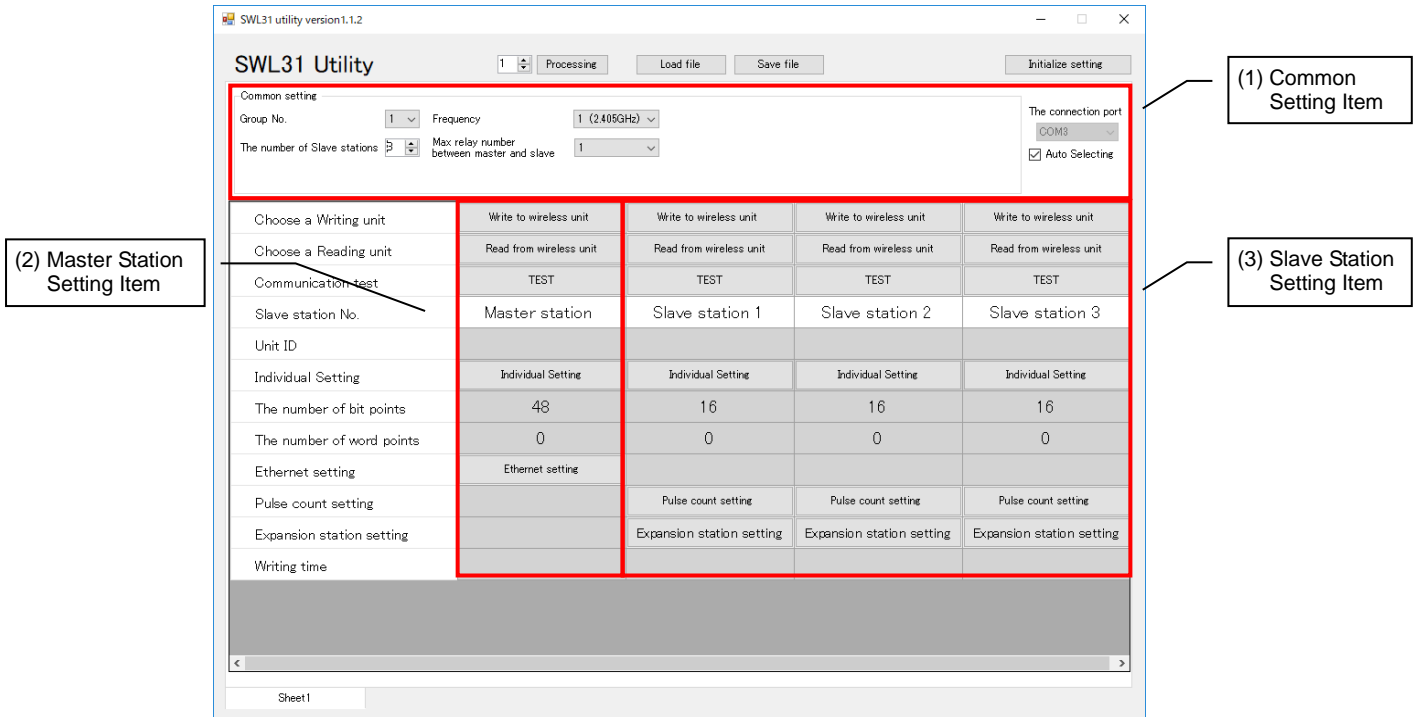 SWL31 utility version1.1.2
SWL31 Utility
1 Processing Load file Save file Initialize setting
(1) Common
Setting Item
Common setting
Group No. 1 Frequency 1 (2.405GHz) The connection port
COM3
The number of Slave stations 3 Max relay number
between master and slave 1
Auto Selecting
Choose a Writing unit Write to wireless unit Write to wireless unit Write to wireless unit Write to wireless unit
Choose a Reading unit Read from wireless unit Read from wireless unit Read from wireless unit Read from wireless unit
(2) Master Station
Setting Item
(3) Slave Station
Setting Item
Communication test TEST TEST TEST TEST
Slave station No. Master station Slave station 1 Slave station 2 Slave station 3
Unit ID
Individual Setting Individual Setting Individual Setting Individual Setting Individual Setting
The number of bit points 48 16 16 16
The number of word points 0 0 0 0
Ethernet setting Ethernet setting
Pulse count setting Pulse count setting Pulse count setting Pulse count setting
Expansion station setting Expansion station setting Expansion station setting Expansion station setting
Writing time
Sheet1